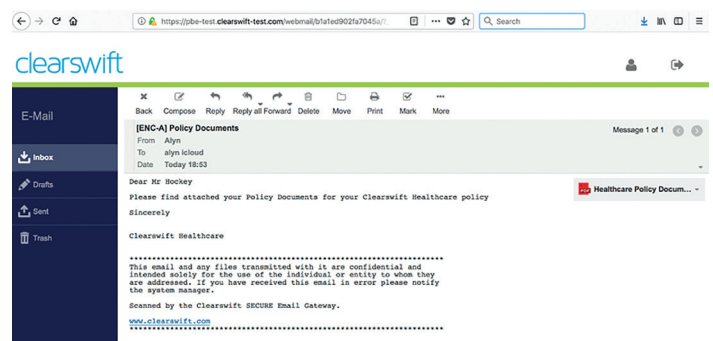 https://pbe-test.clearswift-test.com/webmail/b1a1ed902fa7045a/7
Search
clearswift
E-Mail
Inbox
Drafts
Sent
Trash
Back Compose Reply Reply all Forward Delete Move Print Mark More
[ENC-A] Policy Documents
Message 1 of 1
From Alyn
To alyn icloud
Date Today 18:53
Dear Mr Hockey
PDF Healthcare Policy Docum...
Please find attached your Policy Documents for your Clearswift Healthcare policy
Sincerely
Clearswift Healthcare
**********************************************************************
This email and any files transmitted with it are confidential and
intended solely for the use of the individual or entity to whom they
are addressed. If you have received this email in error please notify
the system manager.
Scanned by the Clearswift SECURE Email Gateway.
www.clearswift.com
**********************************************************************